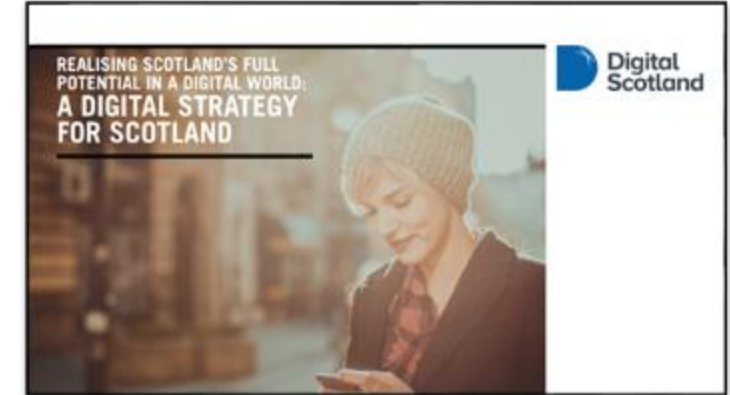 REALISING SCOTLAND'S FULL
POTENTIAL IN A DIGITAL WORLD:
A DIGITAL STRATEGY
FOR SCOTLAND
Digital
Scotland